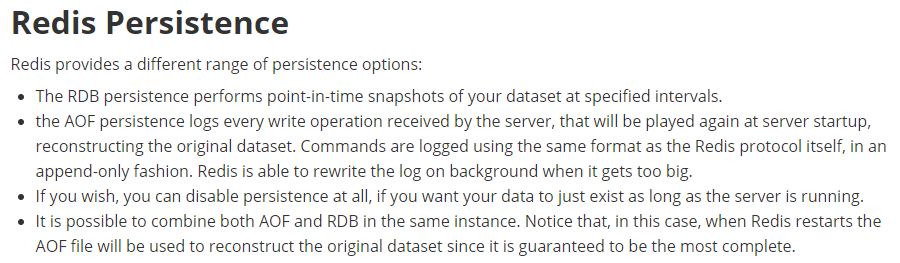 Redis Persistence
Redis provides a different range of persistence options:
• The RDB persistence performs point-in-time snapshots of your dataset at specified intervals.
• the AOF persistence logs every write operation received by the server, that will be played again at server startup,
reconstructing the original dataset. Commands are logged using the same format as the Redis protocol itself, in an
append-only fashion. Redis is able to rewrite the log on background when it gets too big.
• If you wish, you can disable persistence at all, if you want your data to just exist as long as the server is running.
• It is possible to combine both AOF and RDB in the same instance. Notice that, in this case, when Redis restarts the
AOF file will be used to reconstruct the original dataset since it is guaranteed to be the most complete.